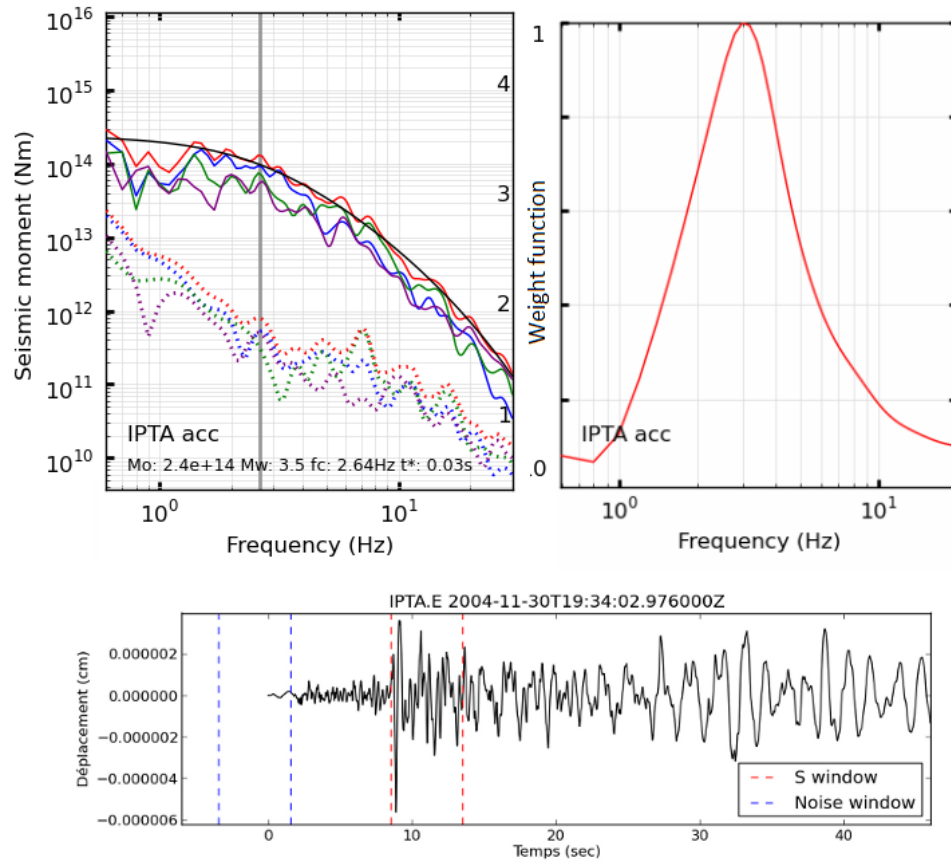 10^16
10^15
10^14
10^13
10^12
10^11
10^10
Seismic moment (Nm)
4
3
2
1
IPTA acc
Mo: 2.4e+14 Mw: 3.5 fc: 2.64Hz t*: 0.03s
10^0
10^1
Frequency (Hz)
1
Weight function
.0
IPTA acc
10^0
10^1
Frequency (Hz)
IPTA.E 2004-11-30T19:34:02.976000Z
Déplacement (cm)
0.000002
0.000000
−0.000002
−0.000004
−0.000006
S window
Noise window
0
10
20
30
40
Temps (sec)